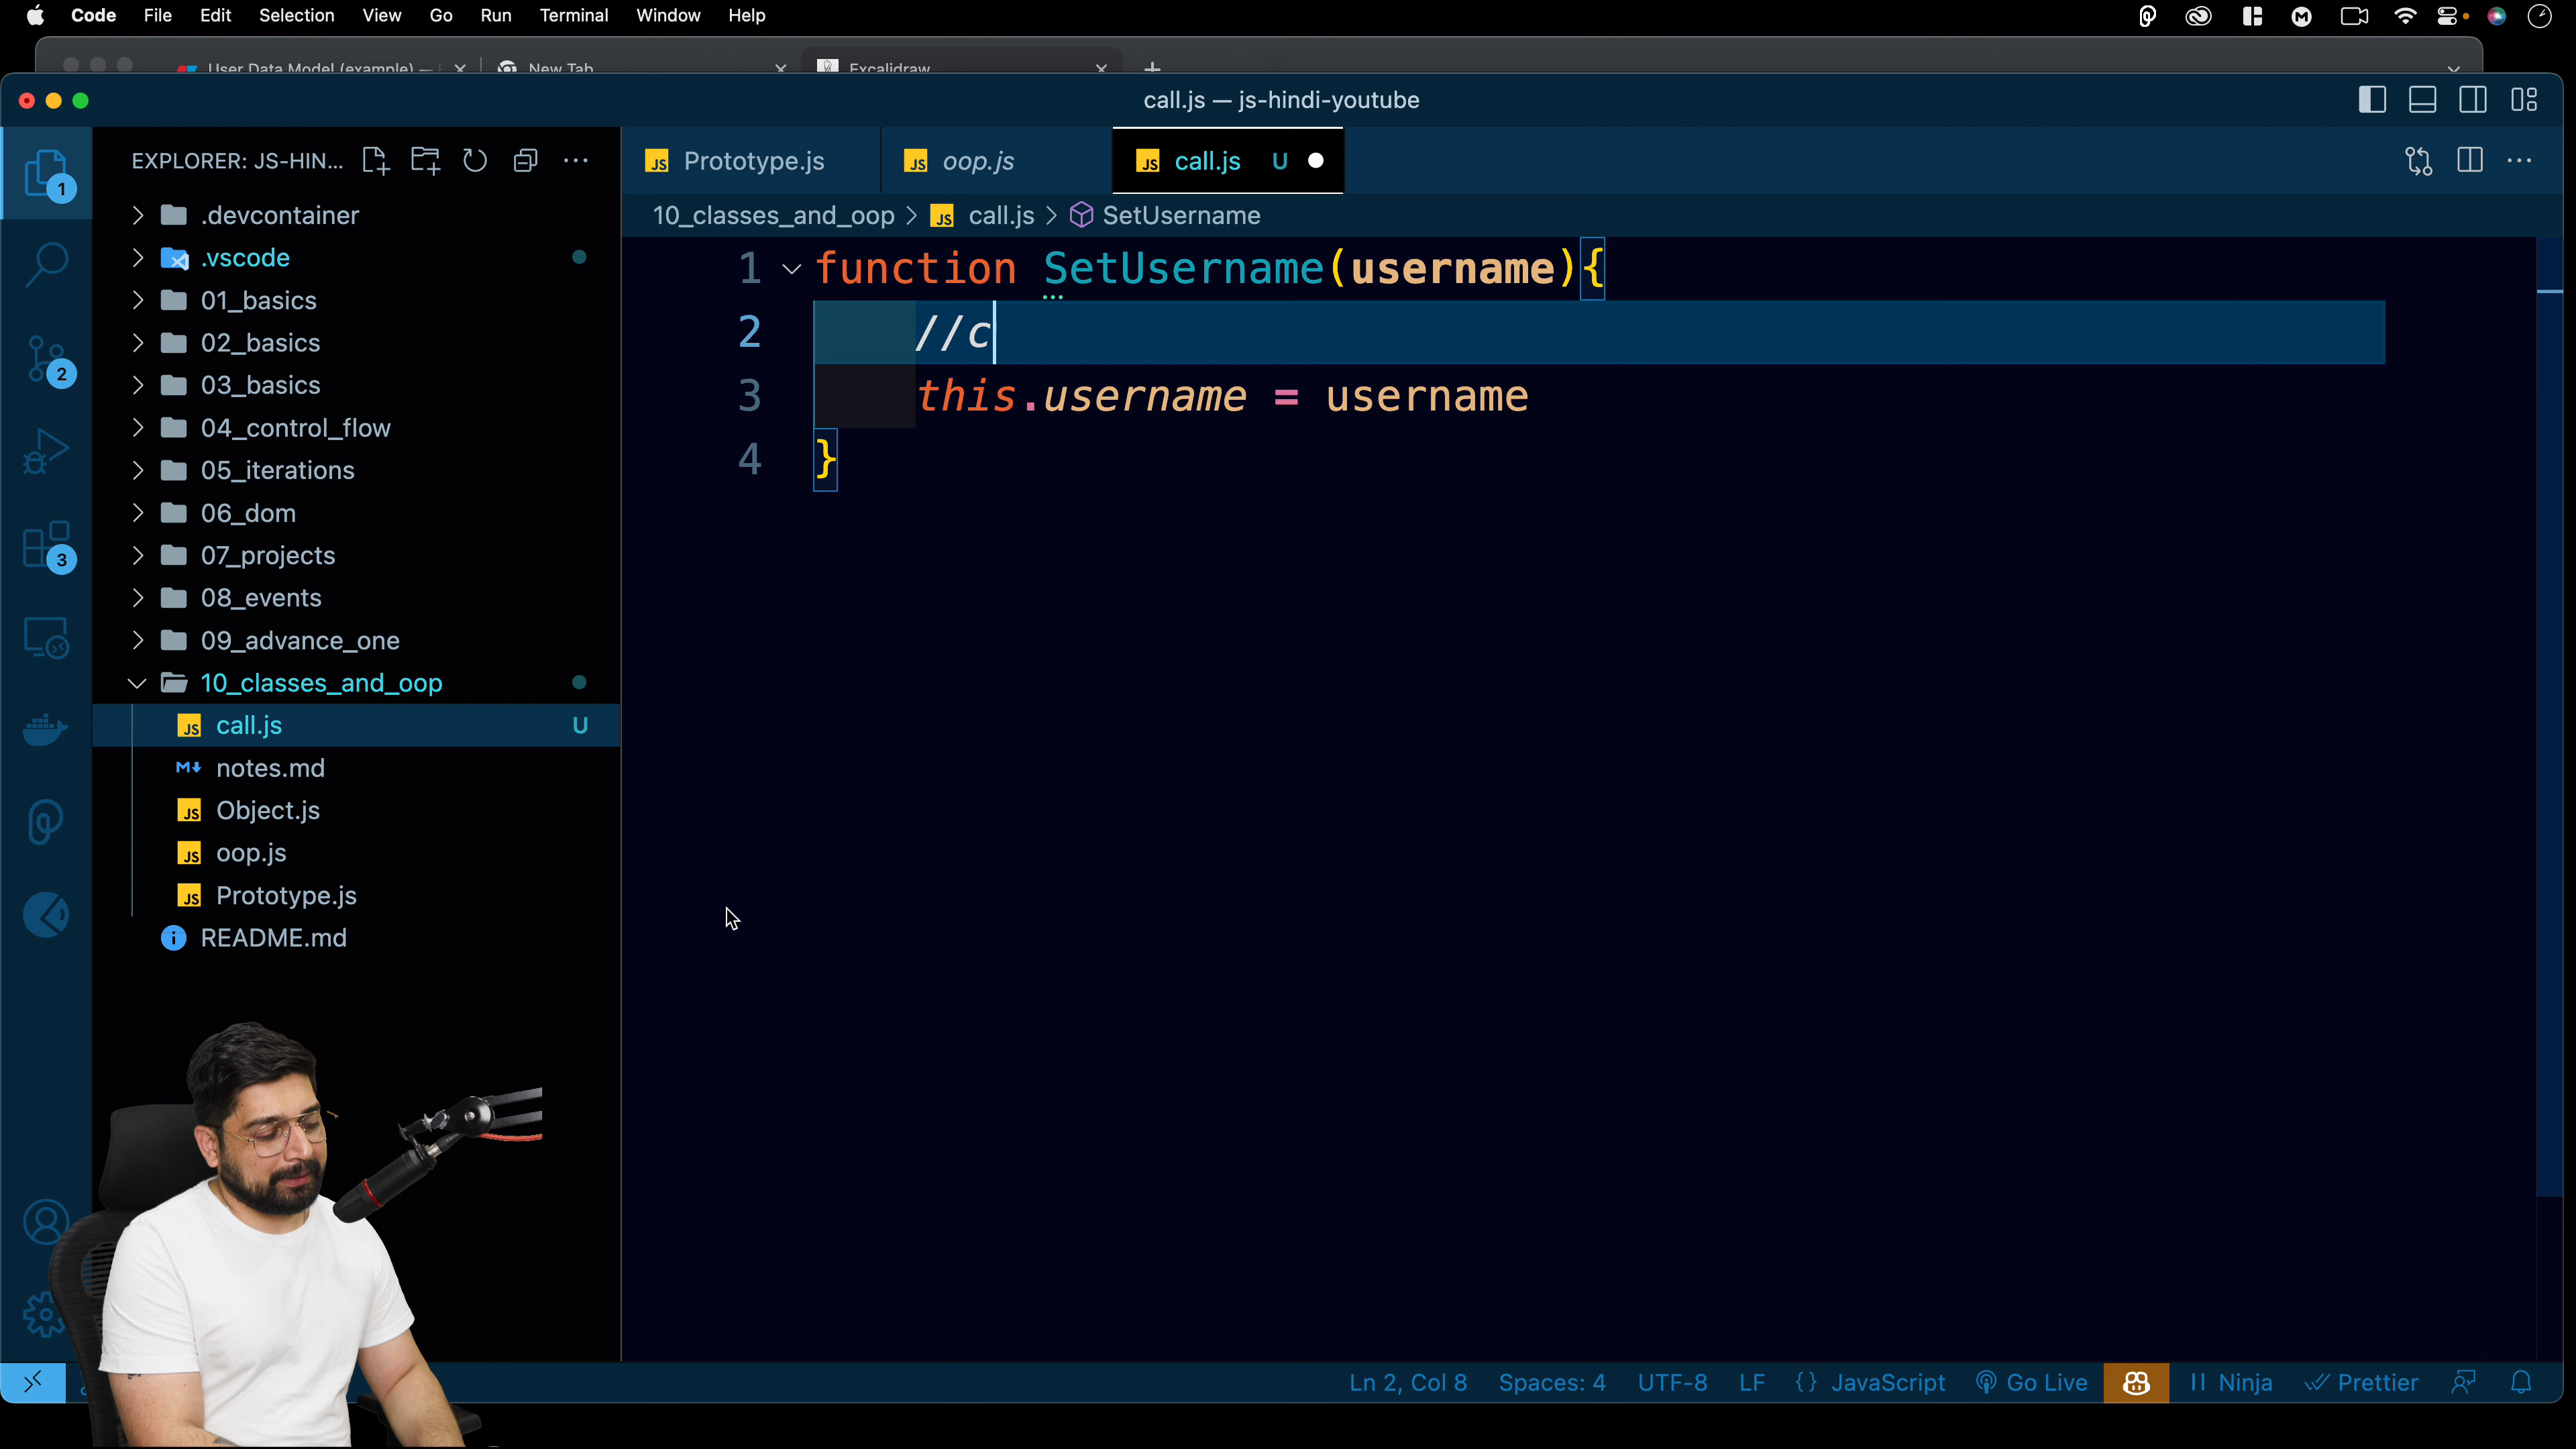 Code File Edit Selection View Go Run Terminal Window Help
User Data Model (example) — New Tab Excalidraw
call.js — js-hindi-youtube
EXPLORER: JS-HIN...
Prototype.js oop.js call.js U
10_classes_and_oop > call.js > SetUsername
.devcontainer
.vscode
01_basics
02_basics
03_basics
04_control_flow
05_iterations
06_dom
07_projects
08_events
09_advance_one
10_classes_and_oop
call.js U
notes.md
Object.js
oop.js
Prototype.js
README.md
1
2
3
1 function SetUsername(username){
2 //c
3 this.username = username
4 }
Ln 2, Col 8 Spaces: 4 UTF-8 LF {} JavaScript Go Live Ninja Prettier